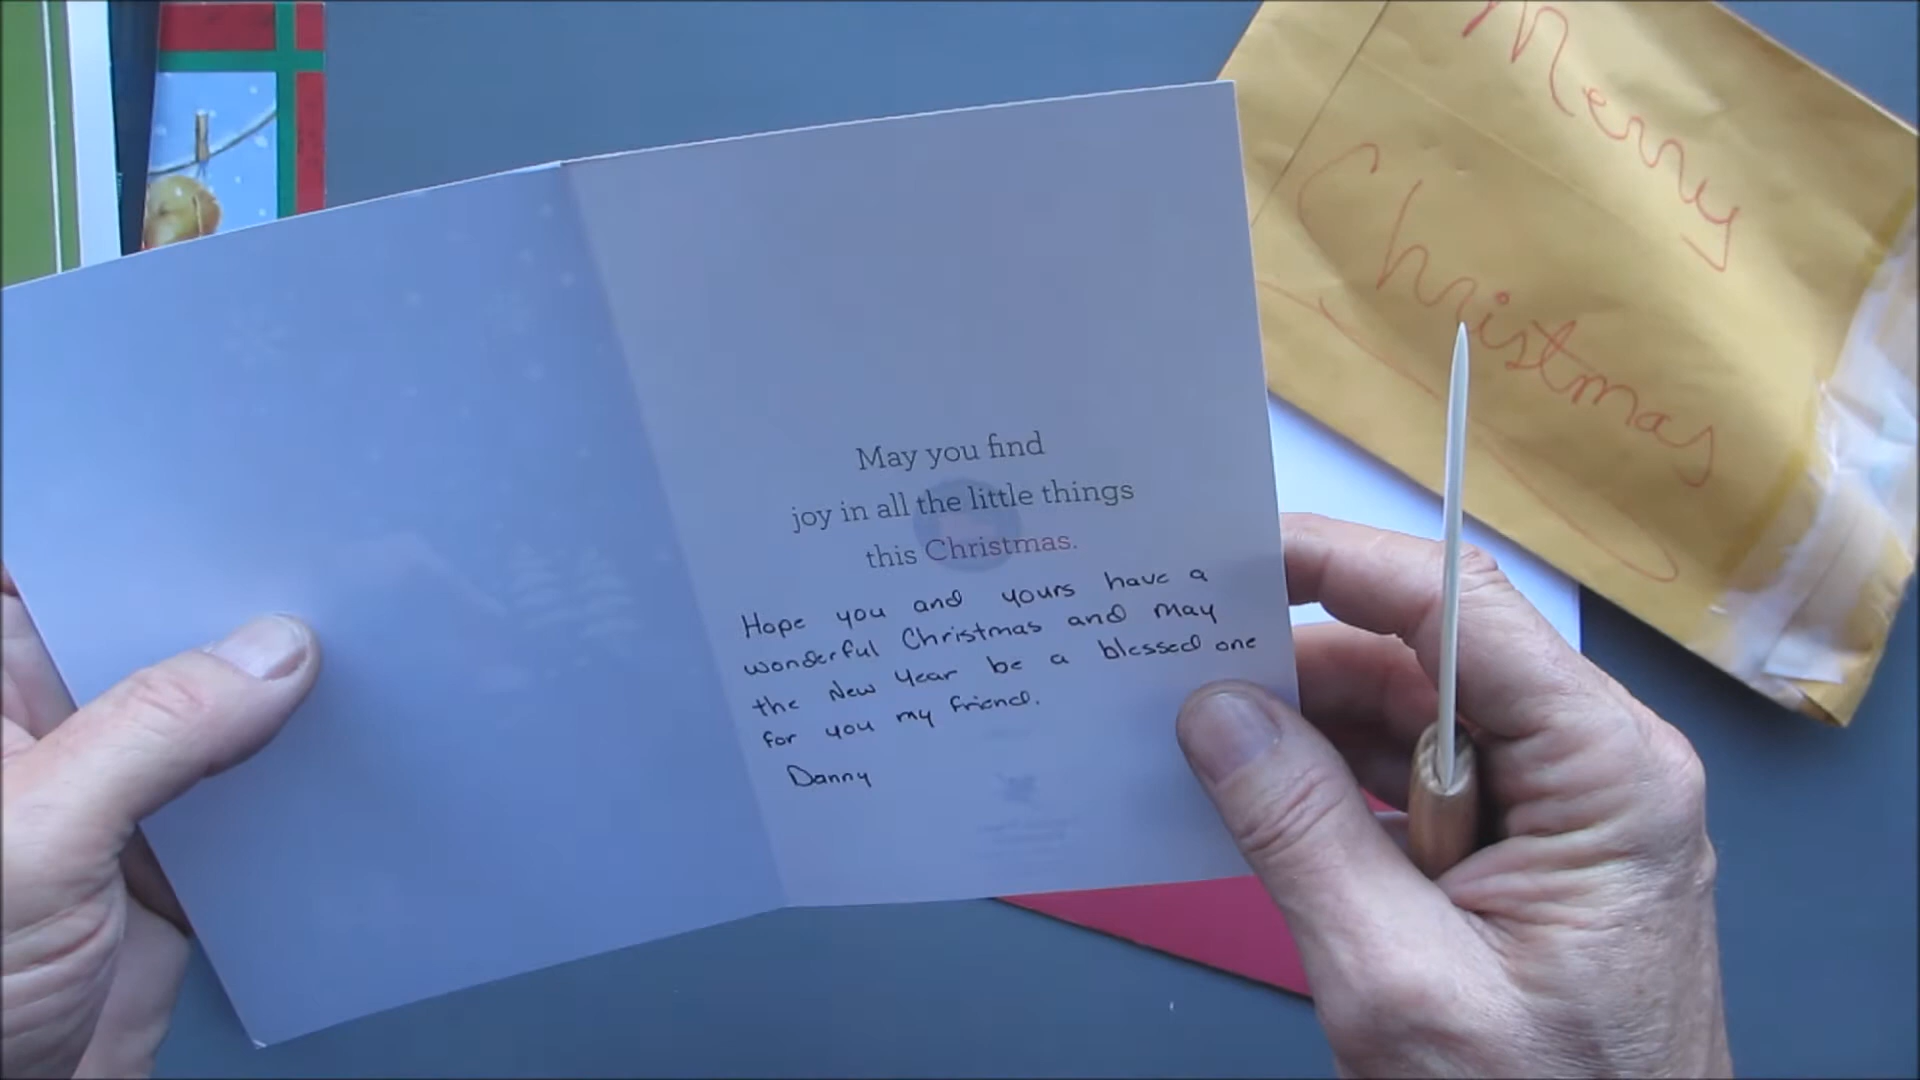 Merry
Christmas
May you find
joy in all the little things
this Christmas.
Hope you and yours have a
wonderful Christmas and may
the New Year be a blessed one
for you my friend.
Danny